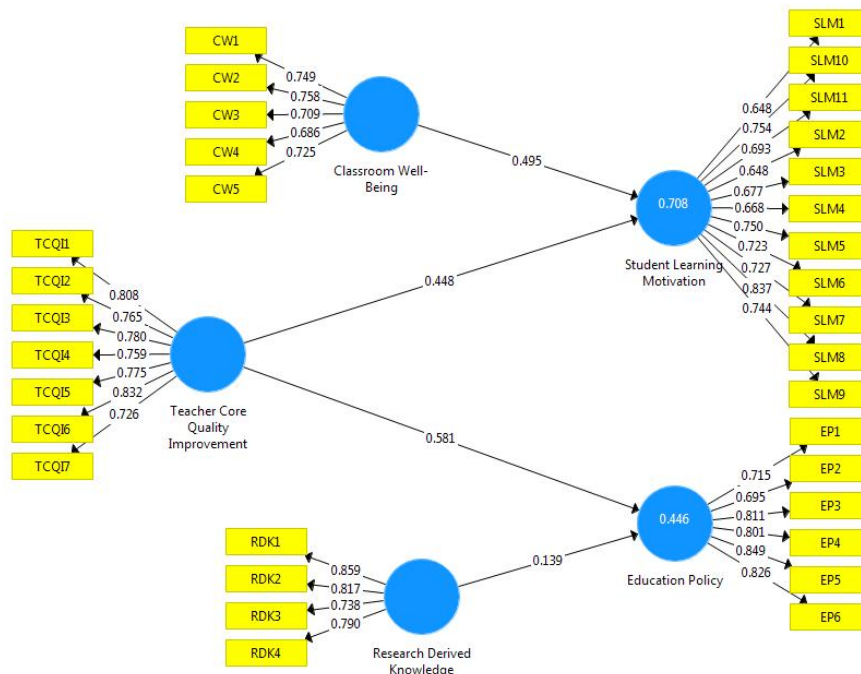 CW1
CW2
CW3
CW4
CW5
0.749
0.758
0.709
0.686
0.725
Classroom Well-
Being
0.495
SLM1
SLM10
SLM11
SLM2
SLM3
SLM4
SLM5
SLM6
SLM7
SLM8
SLM9
0.648
0.754
0.693
0.648
0.677
0.668
0.750
0.723
0.727
0.837
0.744
0.708
Student Learning
Motivation
TCQI1
TCQI2
TCQI3
TCQI4
TCQI5
TCQI6
TCQI7
0.808
0.765
0.780
0.759
0.775
0.832
0.726
Teacher Core
Quality
Improvement
0.448
0.581
EP1
EP2
EP3
EP4
EP5
EP6
0.715
0.695
0.811
0.801
0.849
0.826
0.446
Education Policy
RDK1
RDK2
RDK3
RDK4
0.859
0.817
0.738
0.790
0.139
Research Derived
Knowledge